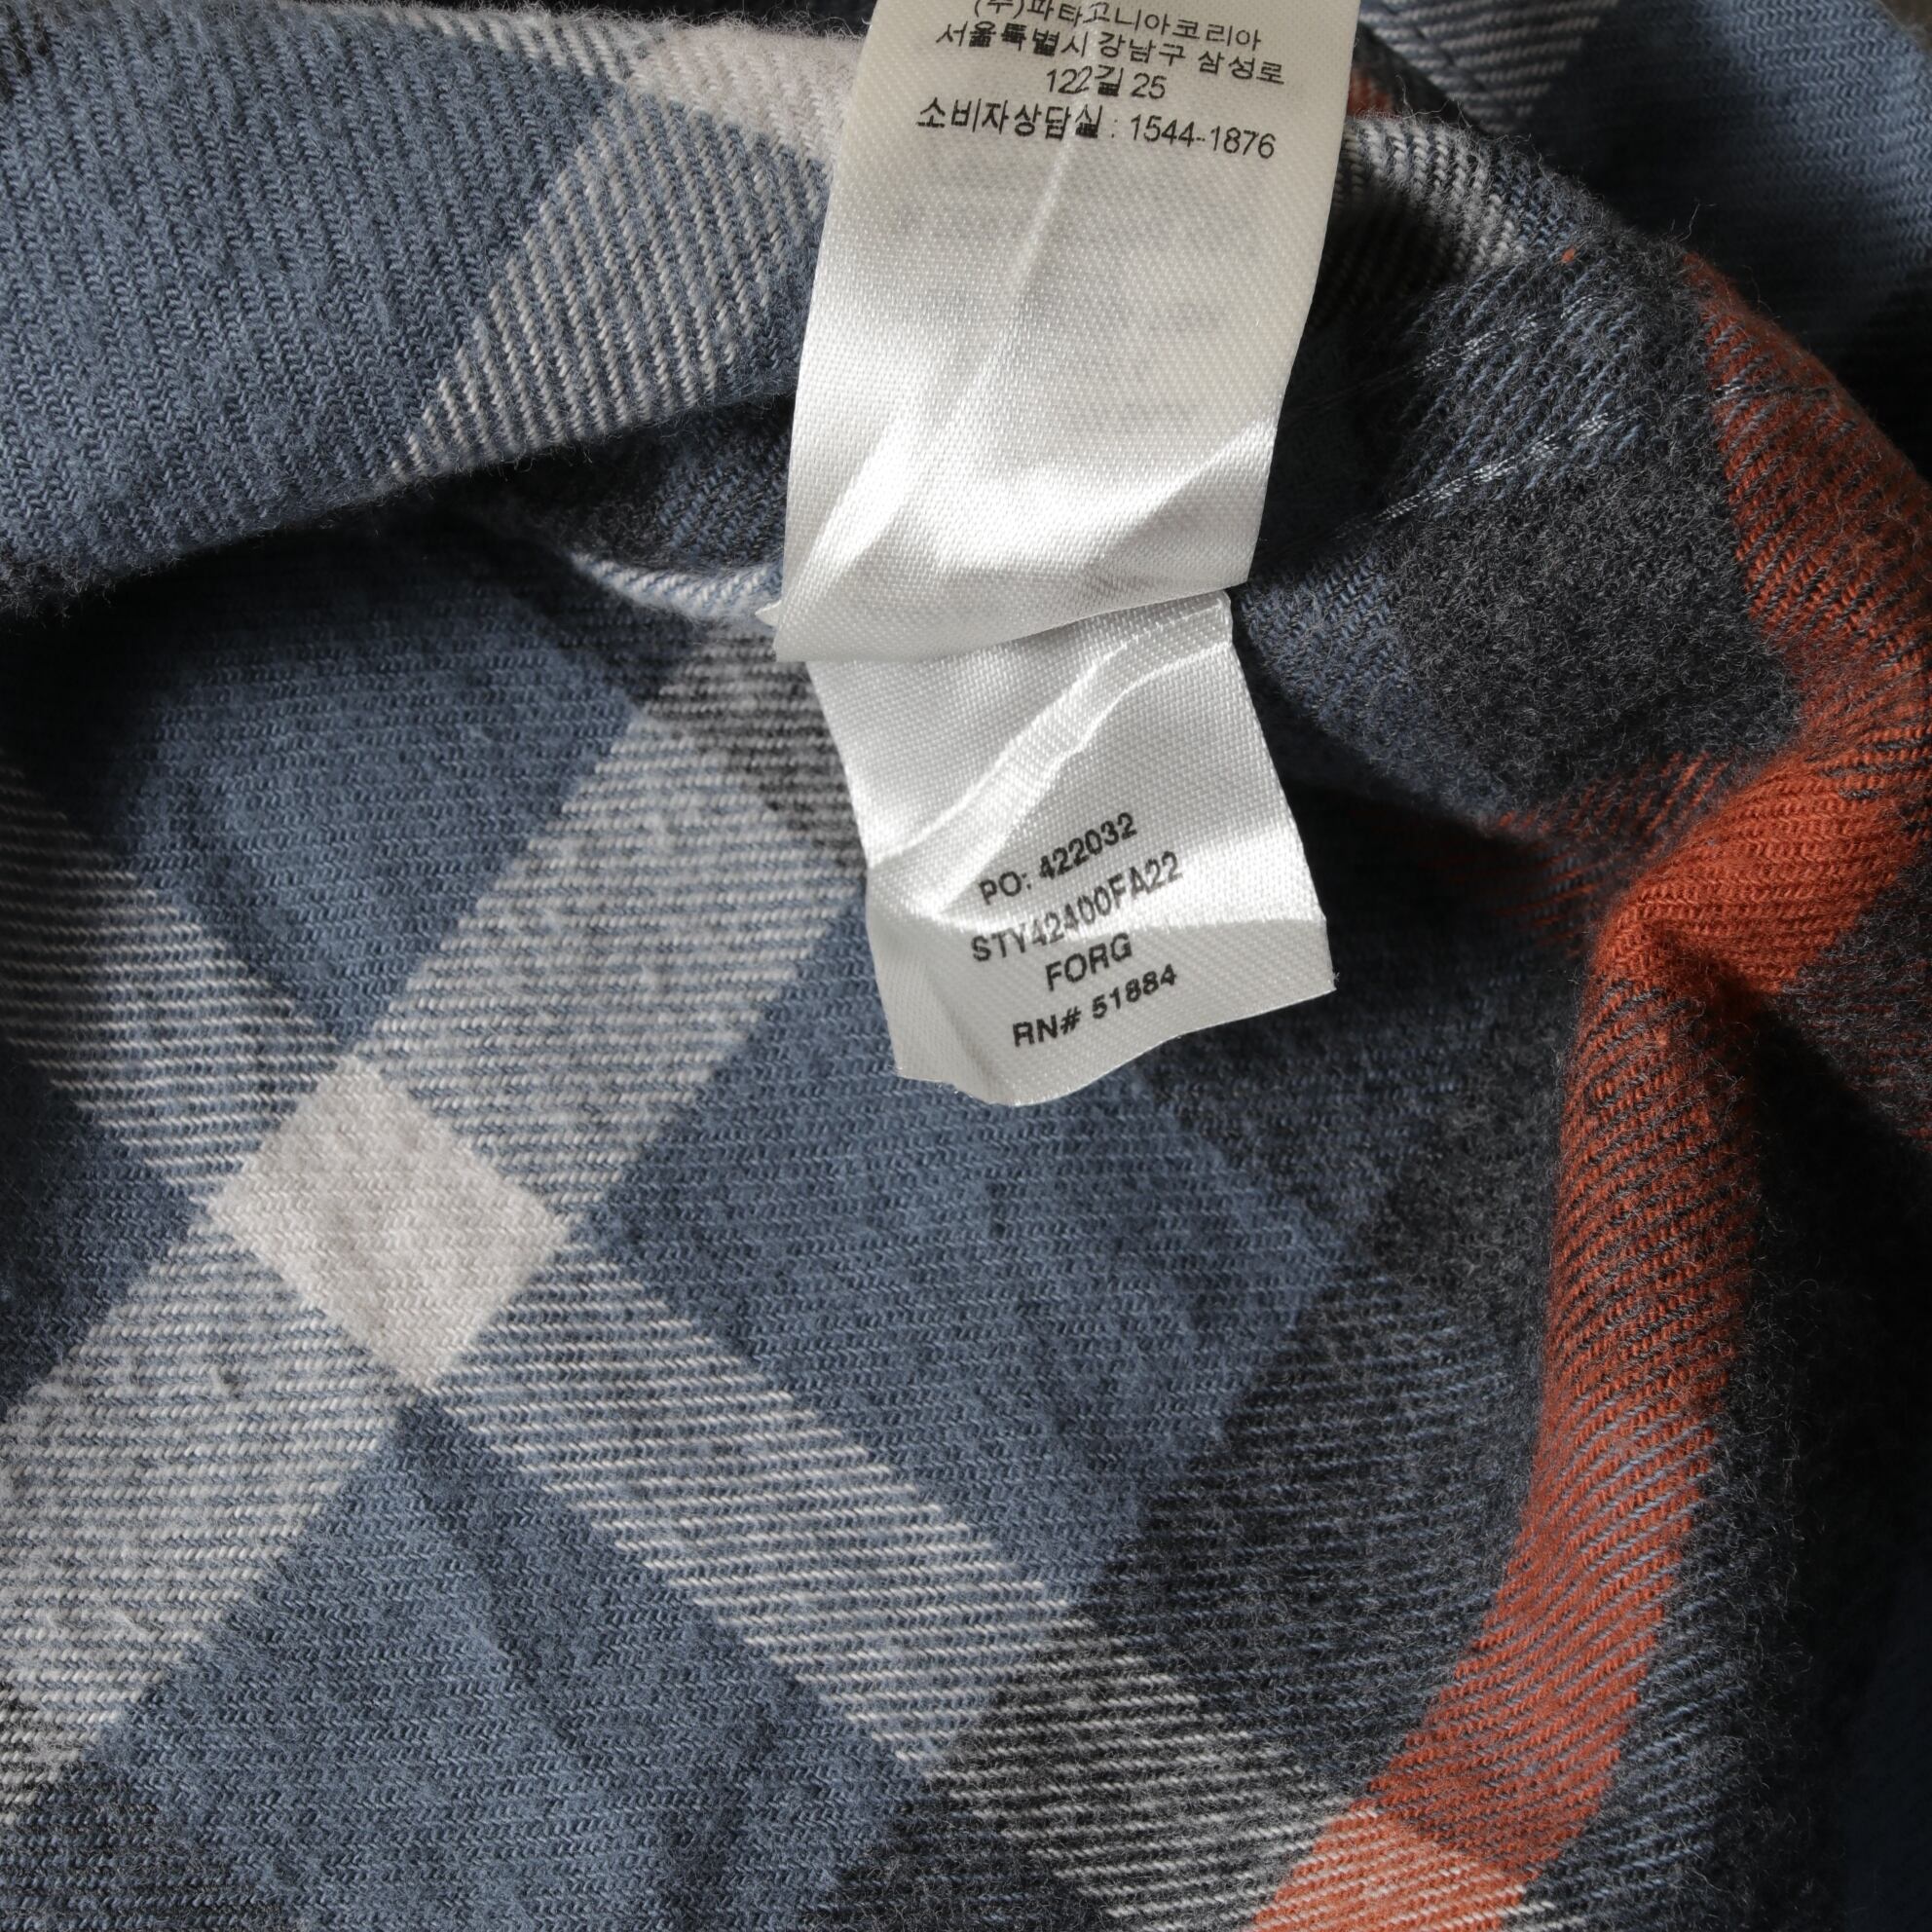 (주)파타고니아코리아
서울특별시 강남구 삼성로
122길 25
소비자상담실 : 1544-1876
PO: 422032
STY42400FA22
FORG
RN# 51884